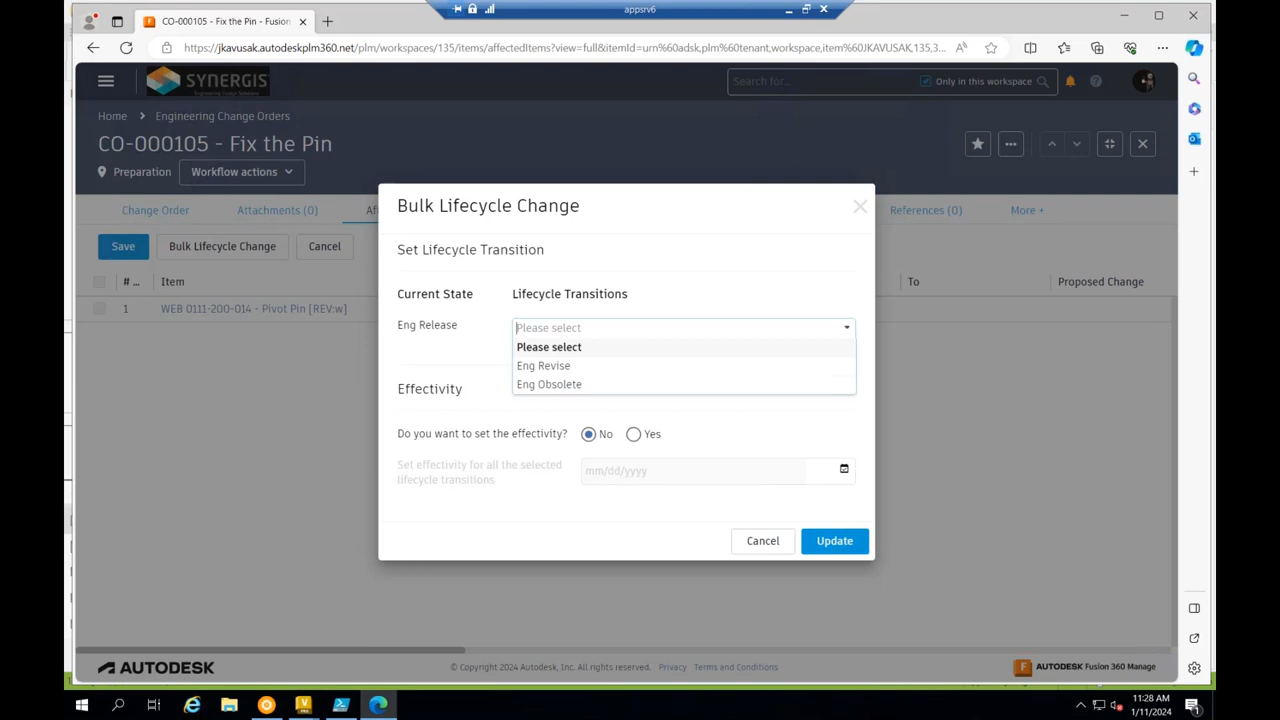 appsrv6
CO-000105 - Fix the Pin - Fusion
https://jkavusak.autodeskplm360.net/plm/workspaces/135/items/affectedItems?view=full&itemId=urn%60adsk,plm%60tenant,workspace,item%60JKAVUSAK,135,3...
SYNERGIS
Engineering Design Solutions
Search for...
Only in this workspace
Home > Engineering Change Orders
CO-000105 - Fix the Pin
Preparation
Workflow actions
Change Order
Attachments (0)
Af
References (0)
More +
Save
Bulk Lifecycle Change
Cancel
# ...
Item
To
Proposed Change
1
WEB 0111-200-014 - Pivot Pin [REV:w]
Bulk Lifecycle Change
Set Lifecycle Transition
Current State
Lifecycle Transitions
Eng Release
Please select
Please select
Eng Revise
Eng Obsolete
Effectivity
Do you want to set the effectivity?
No
Yes
Set effectivity for all the selected
lifecycle transitions
mm/dd/yyyy
Cancel
Update
AUTODESK
© Copyright 2024 Autodesk, Inc. All rights reserved.
Privacy
Terms and Conditions
AUTODESK Fusion 360 Manage
11:28 AM
1/11/2024